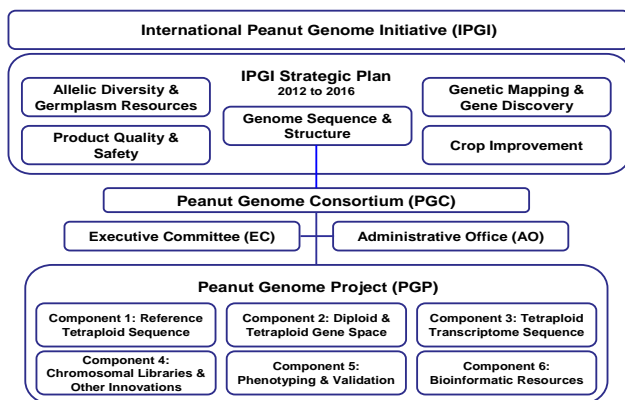 International Peanut Genome Initiative (IPGI)
IPGI Strategic Plan
2012 to 2016
Allelic Diversity &
Germplasm Resources
Genetic Mapping &
Gene Discovery
Genome Sequence &
Structure
Product Quality &
Safety
Crop Improvement
Peanut Genome Consortium (PGC)
Executive Committee (EC)
Administrative Office (AO)
Peanut Genome Project (PGP)
Component 1: Reference
Tetraploid Sequence
Component 2: Diploid &
Tetraploid Gene Space
Component 3: Tetraploid
Transcriptome Sequence
Component 4:
Chromosomal Libraries &
Other Innovations
Component 5:
Phenotyping & Validation
Component 6:
Bioinformatic Resources